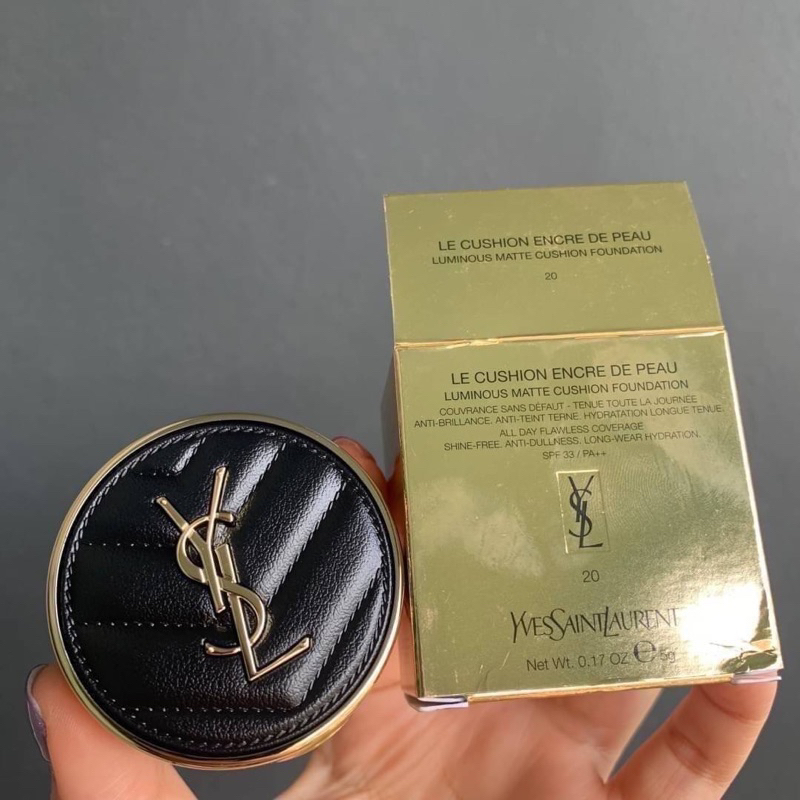 LE CUSHION ENCRE DE PEAU
LUMINOUS MATTE CUSHION FOUNDATION
20
LE CUSHION ENCRE DE PEAU
LUMINOUS MATTE CUSHION FOUNDATION
COUVRANCE SANS DÉFAUT - TENUE TOUTE LA JOURNÉE
ANTI-BRILLANCE. ANTI-TEINT TERNE. HYDRATATION LONGUE TENUE.
ALL DAY FLAWLESS COVERAGE
SHINE-FREE. ANTI-DULLNESS. LONG-WEAR HYDRATION.
SPF 33 / PA++
YSL
20
YVESSAINTLAURENT
Net Wt. 0.17 OZ ℮ 5g
YSL